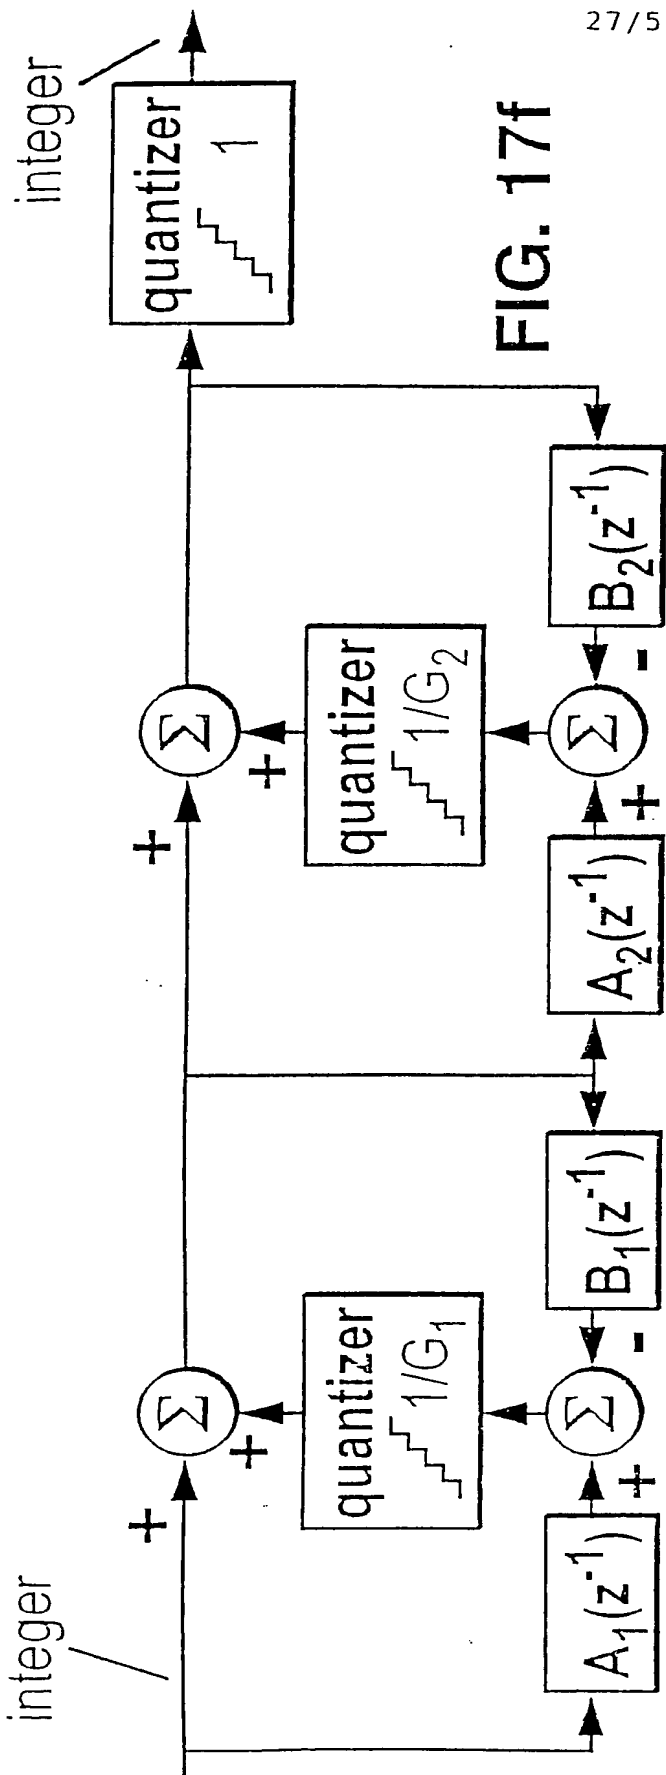 27/5
integer
+
Σ
+
quantizer
1/G₁
A₁(z⁻¹)
+
Σ
-
B₁(z⁻¹)
+
Σ
+
quantizer
1/G₂
A₂(z⁻¹)
+
Σ
-
B₂(z⁻¹)
quantizer
1
integer
FIG. 17f